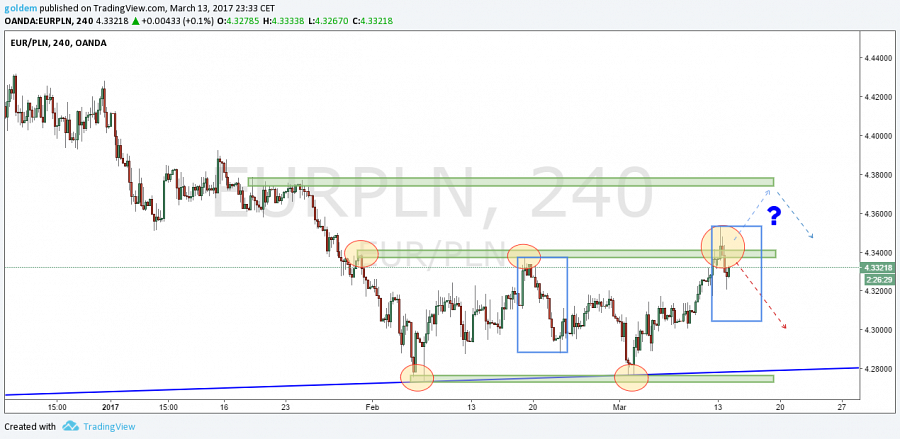 goldem published on TradingView.com, March 13, 2017 23:33 CET
OANDA:EURPLN, 240 4.33218 ▲ +0.00433 (+0.1%) O:4.32785 H:4.33338 L:4.32670 C:4.33218
EUR/PLN, 240, OANDA
EURPLN, 240
EUR/PLN
?
4.44000
4.42000
4.40000
4.38000
4.36000
4.34000
4.33218
2:26:29
4.32000
4.30000
4.28000
15:00 2017 15:00 16 23 Feb 13 20 Mar 13 20 27
Created with TradingView